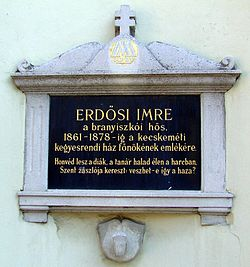 ERDŐSI IMRE
a branyiszkói hős,
1861-1878-ig a kecskeméti
kegyesrendi ház főnökének emlékére.
Honvéd lesz a diák, a tanár halad élen a harcban,
Szent zászlója kereszt: veszhet-e így a haza?